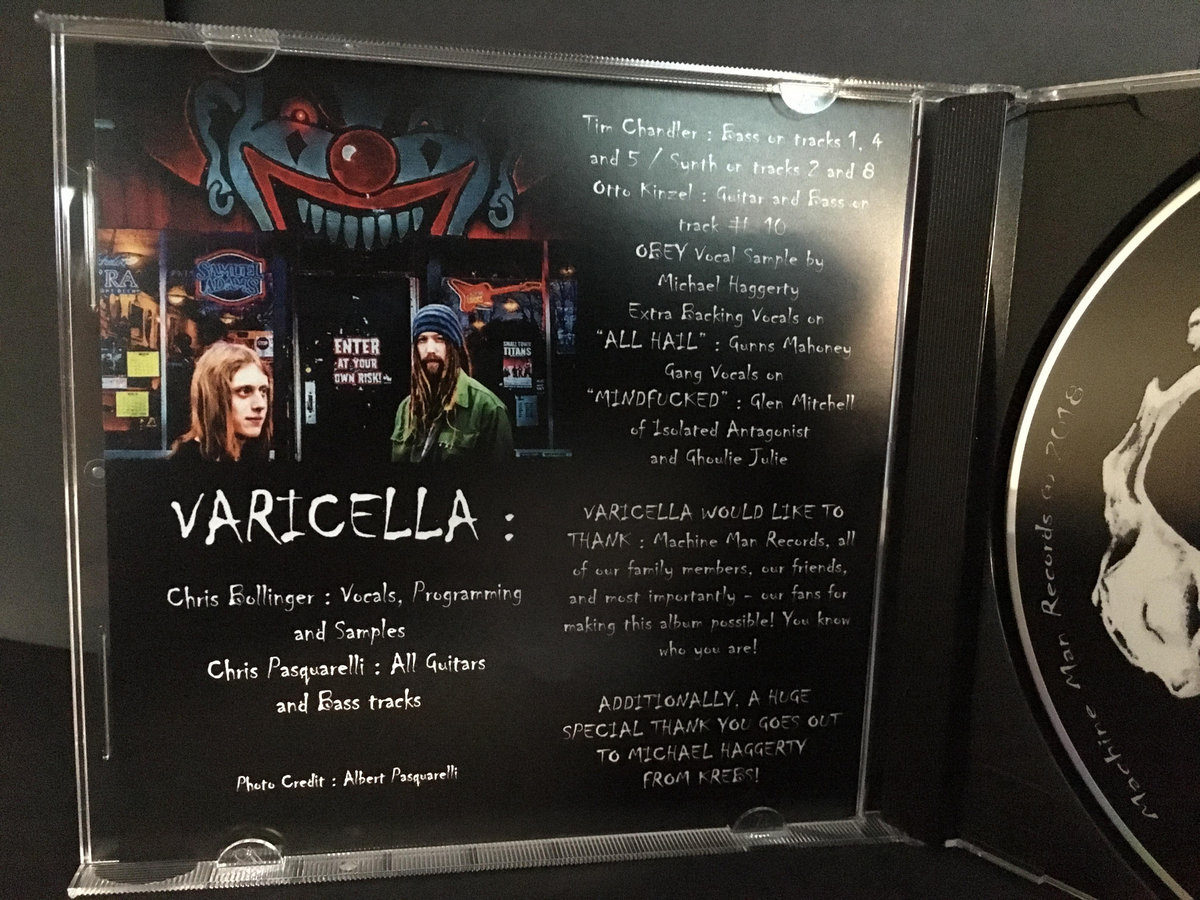 SAMUEL
ADAMS
ENTER
AT YOUR
OWN RISK!
SMALL TOWN
TITANS
VARICELLA :
Chris Bollinger : Vocals, Programming
and Samples
Chris Pasquarelli : All Guitars
and Bass tracks
Photo Credit : Albert Pasquarelli
Tim Chandler : Bass on tracks 1, 4
and 5 / Synth on tracks 2 and 8
Otto Kinzel : Guitar and Bass on
track # 10
OBEY Vocal Sample by
Michael Haggerty
Extra Backing Vocals on
"ALL HAIL" : Gunns Mahoney
Gang Vocals on
"MINDFUCKED" : Glen Mitchell
of Isolated Antagonist
and Ghoulie Julie
VARICELLA WOULD LIKE TO
THANK : Machine Man Records, all
of our family members, our friends,
and most importantly - our fans for
making this album possible! You know
who you are!
ADDITIONALLY, A HUGE
SPECIAL THANK YOU GOES OUT
TO MICHAEL HAGGERTY
FROM KREBS!
Machine Man Records @ 2018